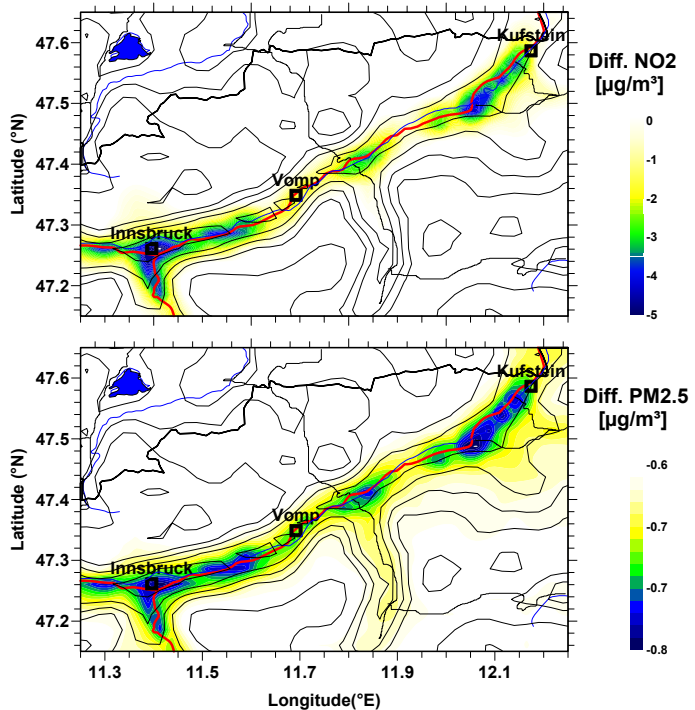 47.6
47.5
47.4
47.3
47.2
Latitude (°N)
Kufstein
Vomp
Innsbruck
Diff. NO2
[µg/m³]
0
-1
-2
-3
-4
-5
47.6
47.5
47.4
47.3
47.2
Latitude (°N)
Kufstein
Vomp
Innsbruck
Diff. PM2.5
[µg/m³]
-0.6
-0.7
-0.7
-0.8
11.3
11.5
11.7
11.9
12.1
Longitude(°E)